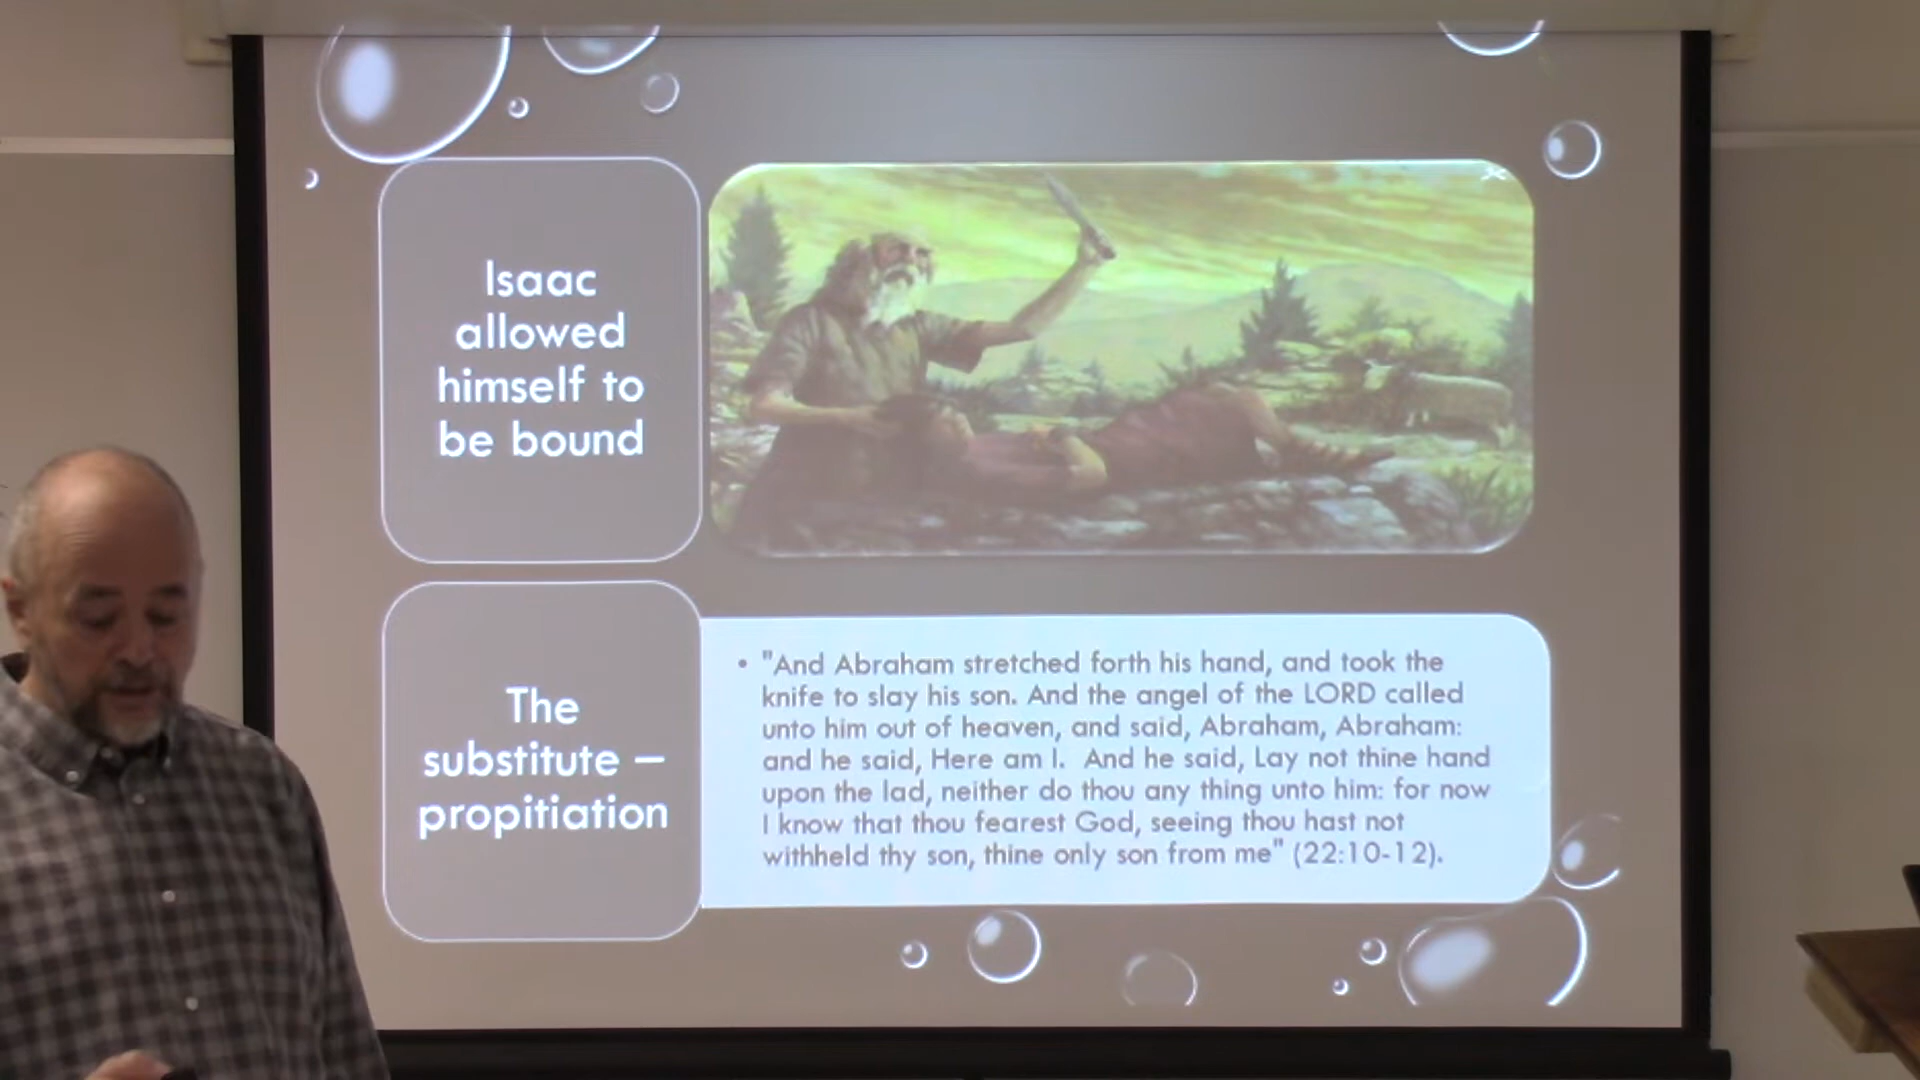 Isaac
allowed
himself to
be bound
The
substitute –
propitiation
• "And Abraham stretched forth his hand, and took the
knife to slay his son. And the angel of the LORD called
unto him out of heaven, and said, Abraham, Abraham:
and he said, Here am I.  And he said, Lay not thine hand
upon the lad, neither do thou any thing unto him: for now
I know that thou fearest God, seeing thou hast not
withheld thy son, thine only son from me" (22:10-12).